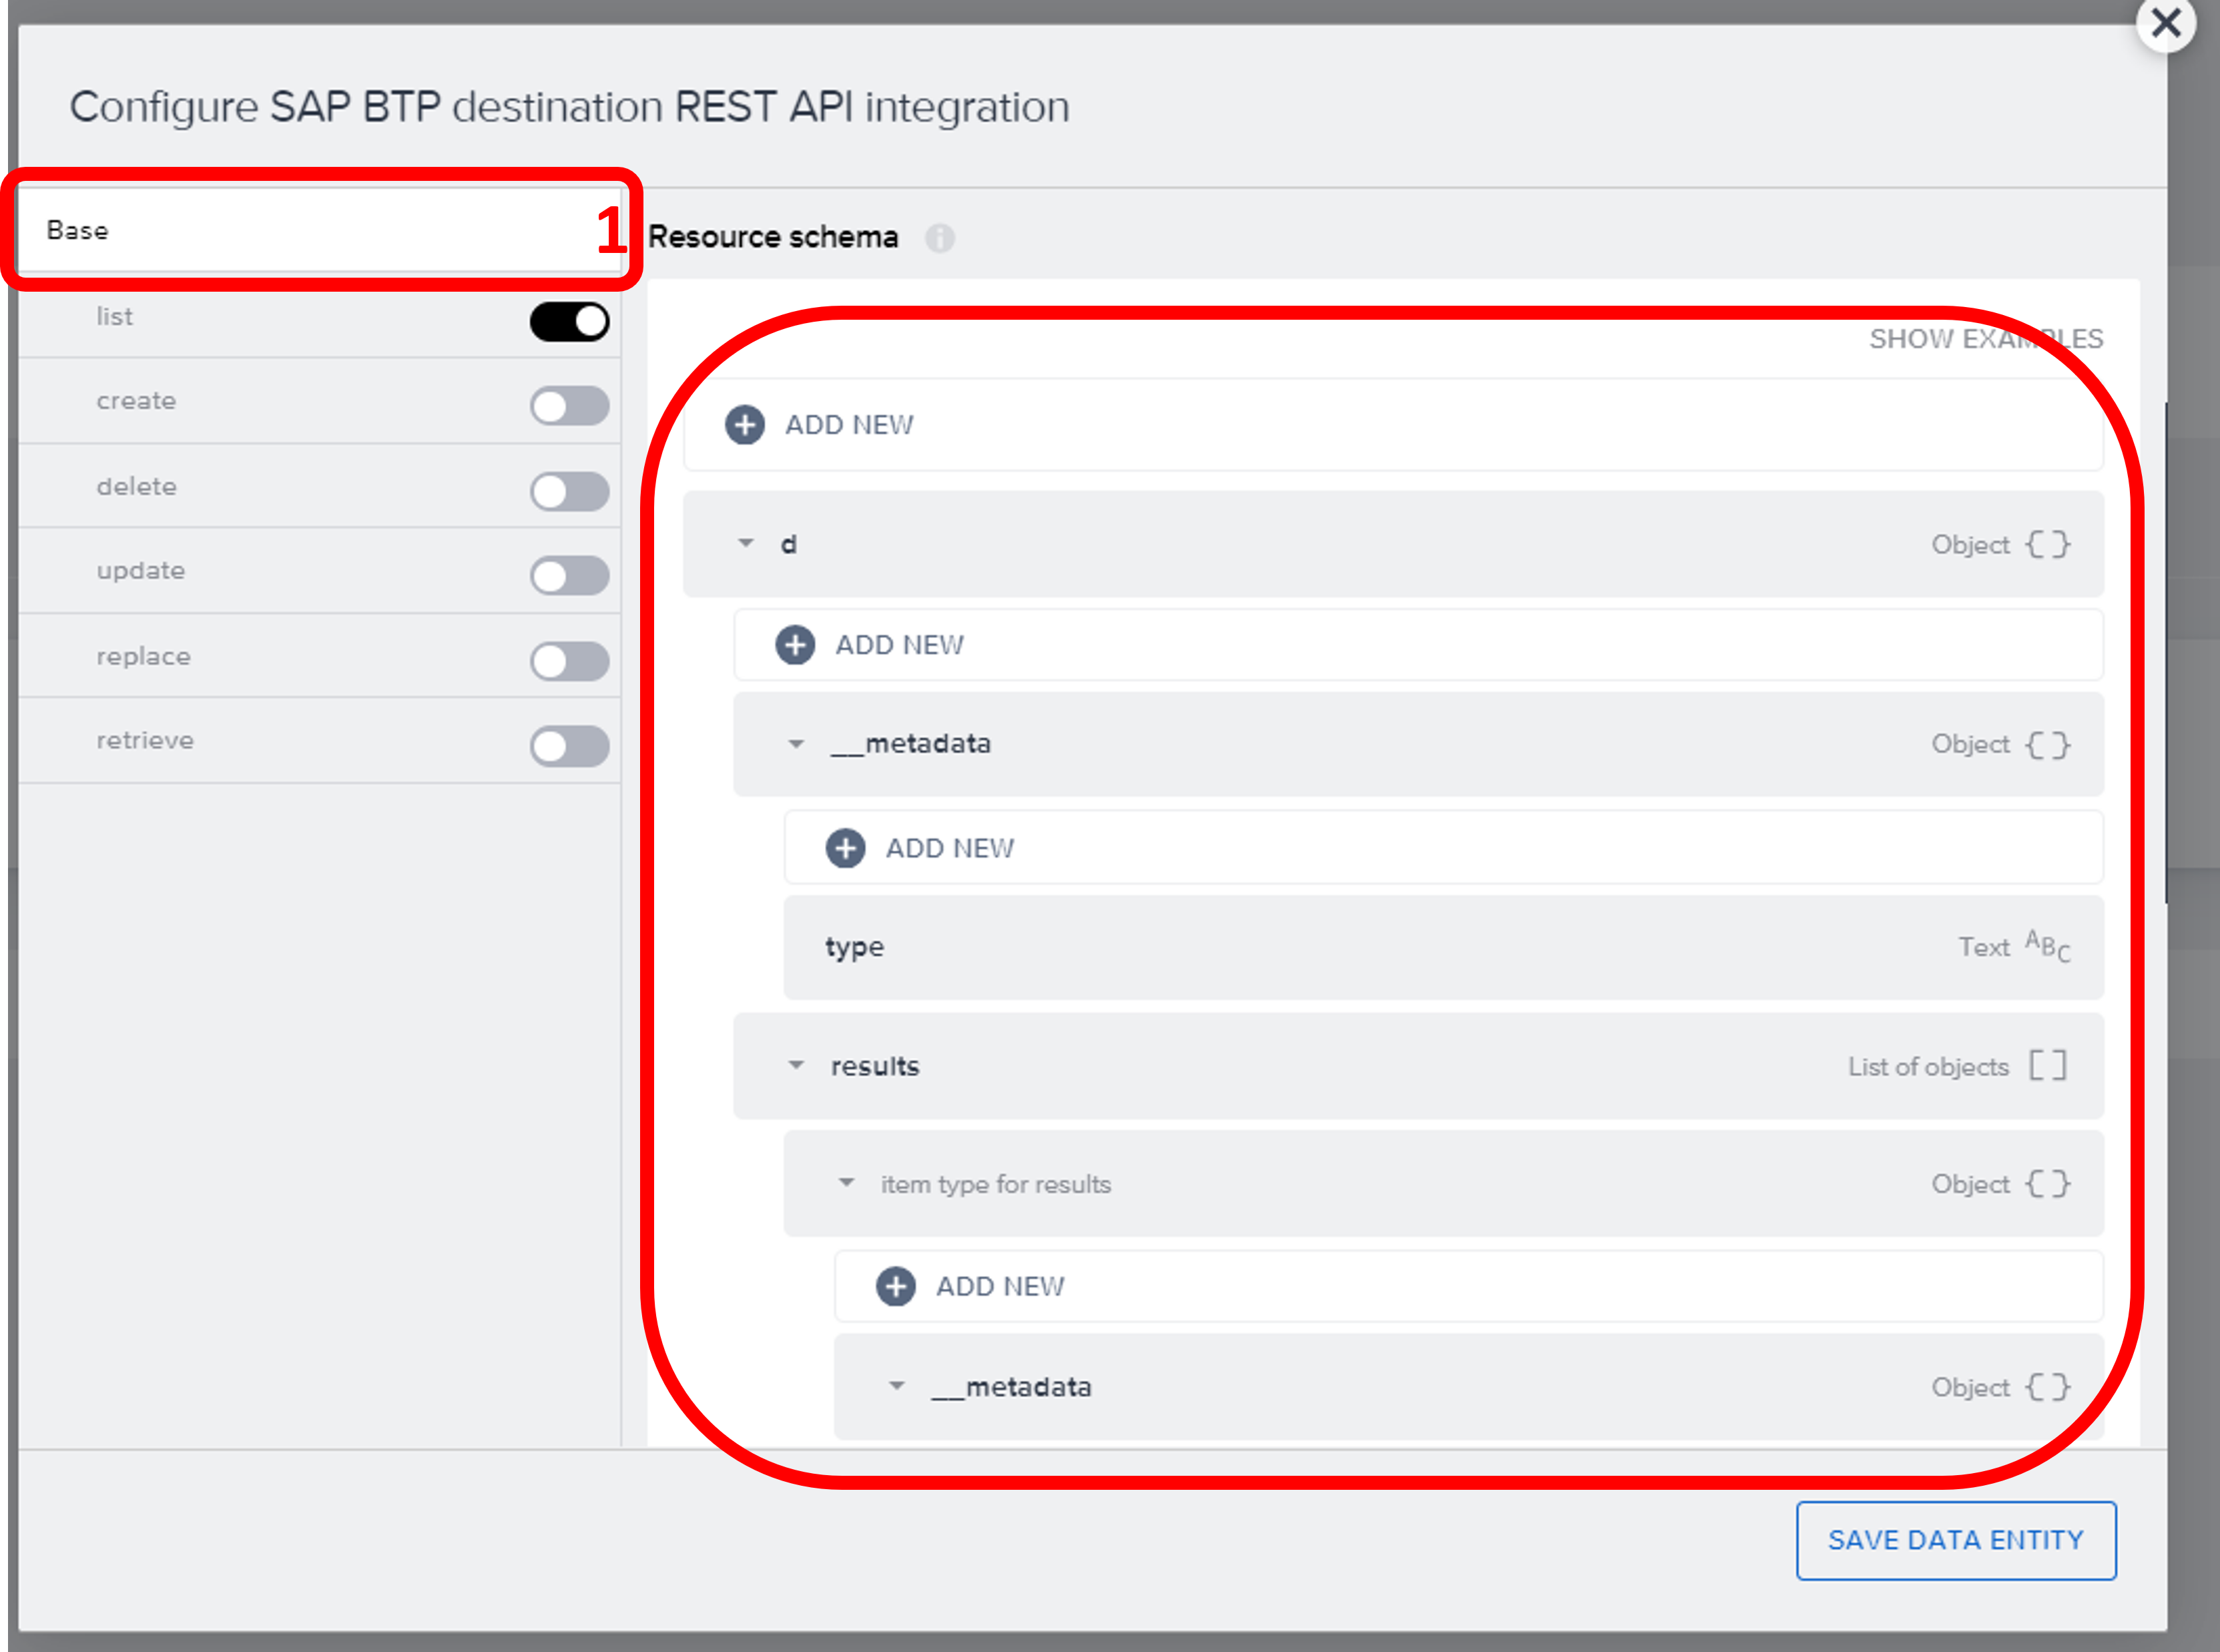 Configure SAP BTP destination REST API integration
Base
1
Resource schema
list
create
delete
update
replace
retrieve
SHOW EXAMPLES
ADD NEW
d Object { }
ADD NEW
__metadata Object { }
ADD NEW
type Text ABC
results List of objects [ ]
item type for results Object { }
ADD NEW
__metadata Object { }
SAVE DATA ENTITY